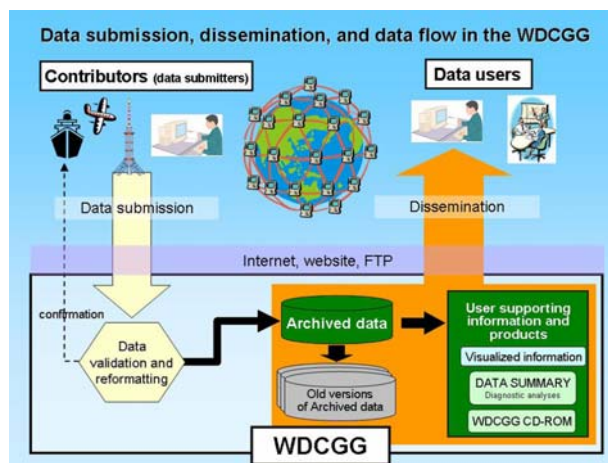 Data submission, dissemination, and data flow in the WDCGG
Contributors (data submitters)
Data users
Data submission
Dissemination
Internet, website, FTP
confirmation
Data
validation and
reformatting
Archived data
Old versions
of Archived data
User supporting
information and
products
Visualized information
DATA SUMMARY
Diagnostic analyses
WDCGG CD-ROM
WDCGG